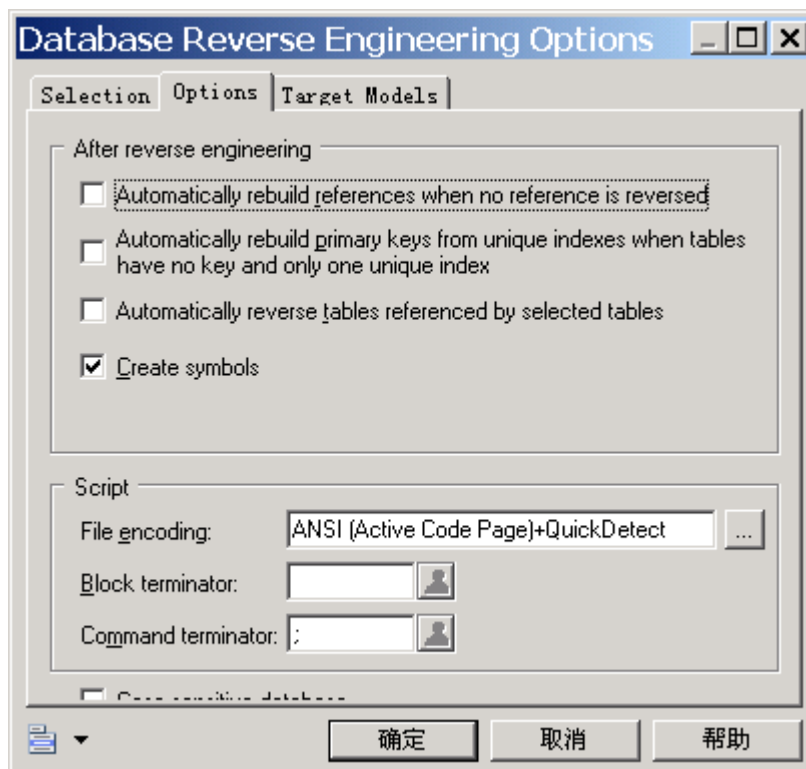 Database Reverse Engineering Options
Selection Options Target Models
After reverse engineering
Automatically rebuild references when no reference is reversed
Automatically rebuild primary keys from unique indexes when tables
have no key and only one unique index
Automatically reverse tables referenced by selected tables
Create symbols
Script
File encoding: ANSI (Active Code Page)+QuickDetect ...
Block terminator:
Command terminator: ;
Case sensitive database
确定 取消 帮助